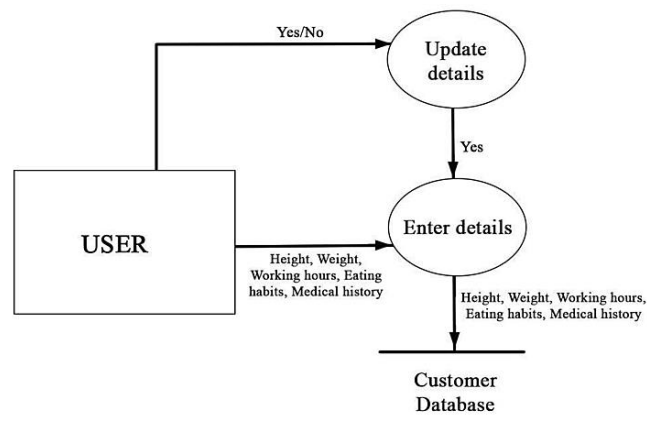 Yes/No
Update
details
Yes
USER
Enter details
Height, Weight,
Working hours, Eating
habits, Medical history
Height, Weight, Working hours,
Eating habits, Medical history
Customer
Database